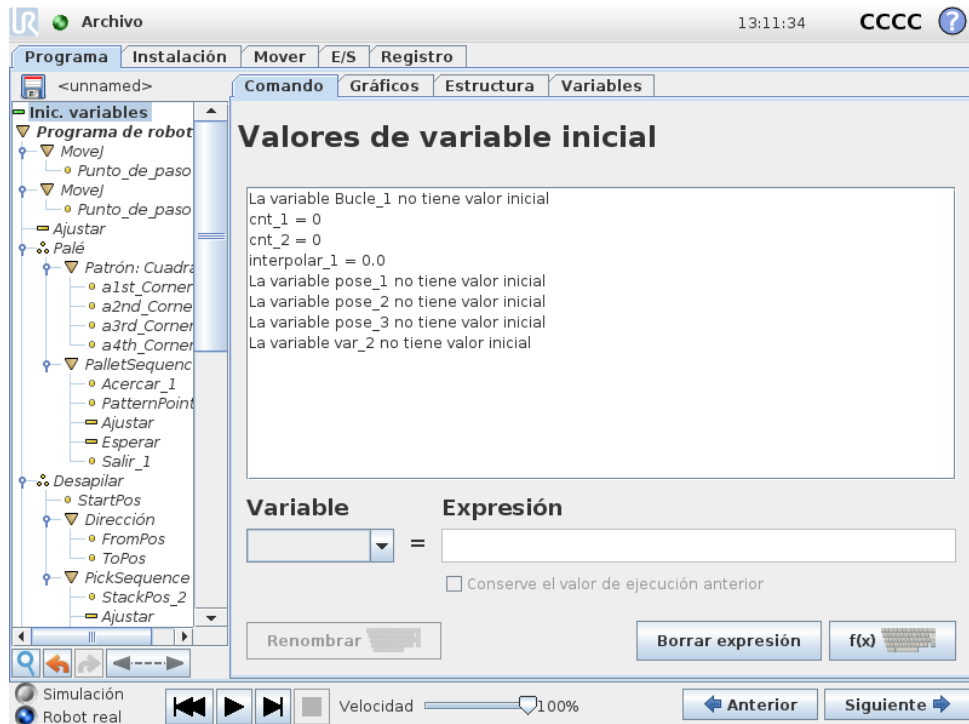 UR Archivo 13:11:34 CCCC ?
Programa Instalación Mover E/S Registro
<unnamed> Comando Gráficos Estructura Variables
Inic. variables
Programa de robot
MoveJ
Punto_de_paso
MoveJ
Punto_de_paso
Ajustar
Palé
Patrón: Cuadra
a1st_Corner
a2nd_Corner
a3rd_Corner
a4th_Corner
PalletSequenc
Acercar_1
PatternPoint
Ajustar
Esperar
Salir_1
Desapilar
StartPos
Dirección
FromPos
ToPos
PickSequence
StackPos_2
Ajustar
Valores de variable inicial
La variable Bucle_1 no tiene valor inicial
cnt_1 = 0
cnt_2 = 0
interpolar_1 = 0.0
La variable pose_1 no tiene valor inicial
La variable pose_2 no tiene valor inicial
La variable pose_3 no tiene valor inicial
La variable var_2 no tiene valor inicial
Variable Expresión
=
Conserve el valor de ejecución anterior
Renombrar Borrar expresión f(x)
Simulación
Robot real
Velocidad 100% Anterior Siguiente